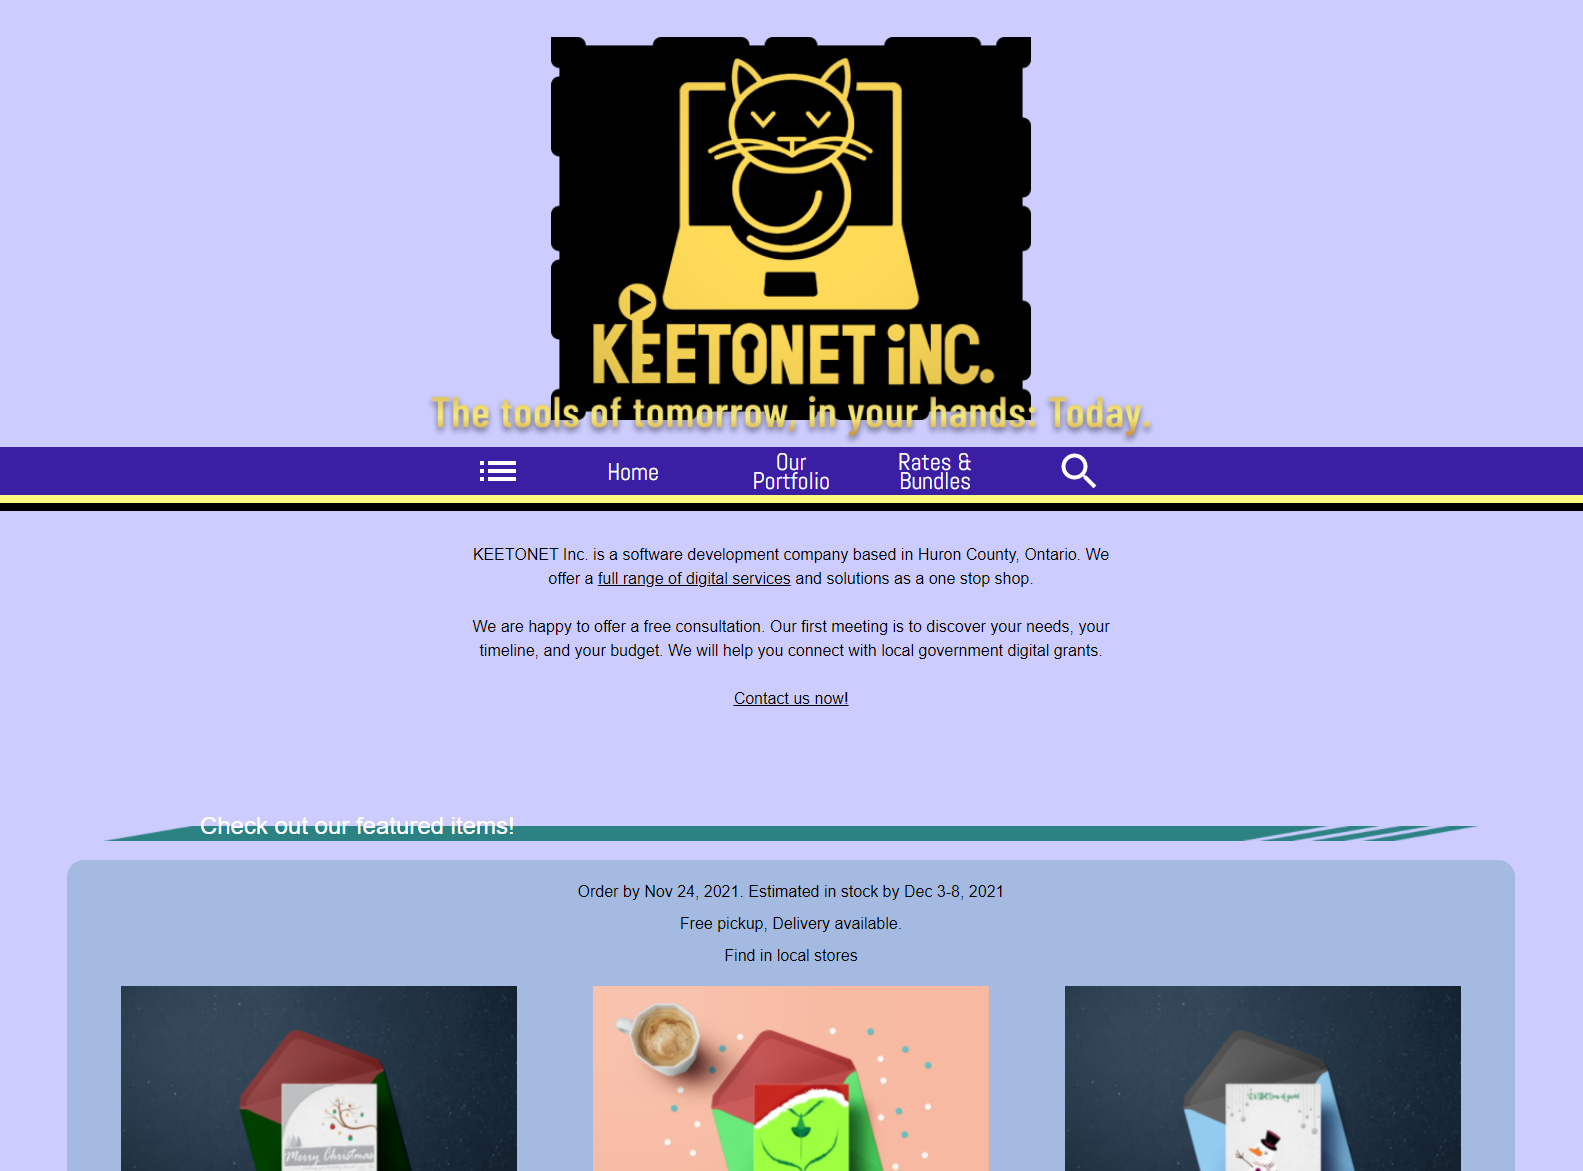 KEETONET iNC.
The tools of tomorrow, in your hands: Today.
Home
Our
Portfolio
Rates &
Bundles
KEETONET Inc. is a software development company based in Huron County, Ontario. We
offer a full range of digital services and solutions as a one stop shop.
We are happy to offer a free consultation. Our first meeting is to discover your needs, your
timeline, and your budget. We will help you connect with local government digital grants.
Contact us now!
Check out our featured items!
Order by Nov 24, 2021. Estimated in stock by Dec 3-8, 2021
Free pickup, Delivery available.
Find in local stores
Merry Christmas